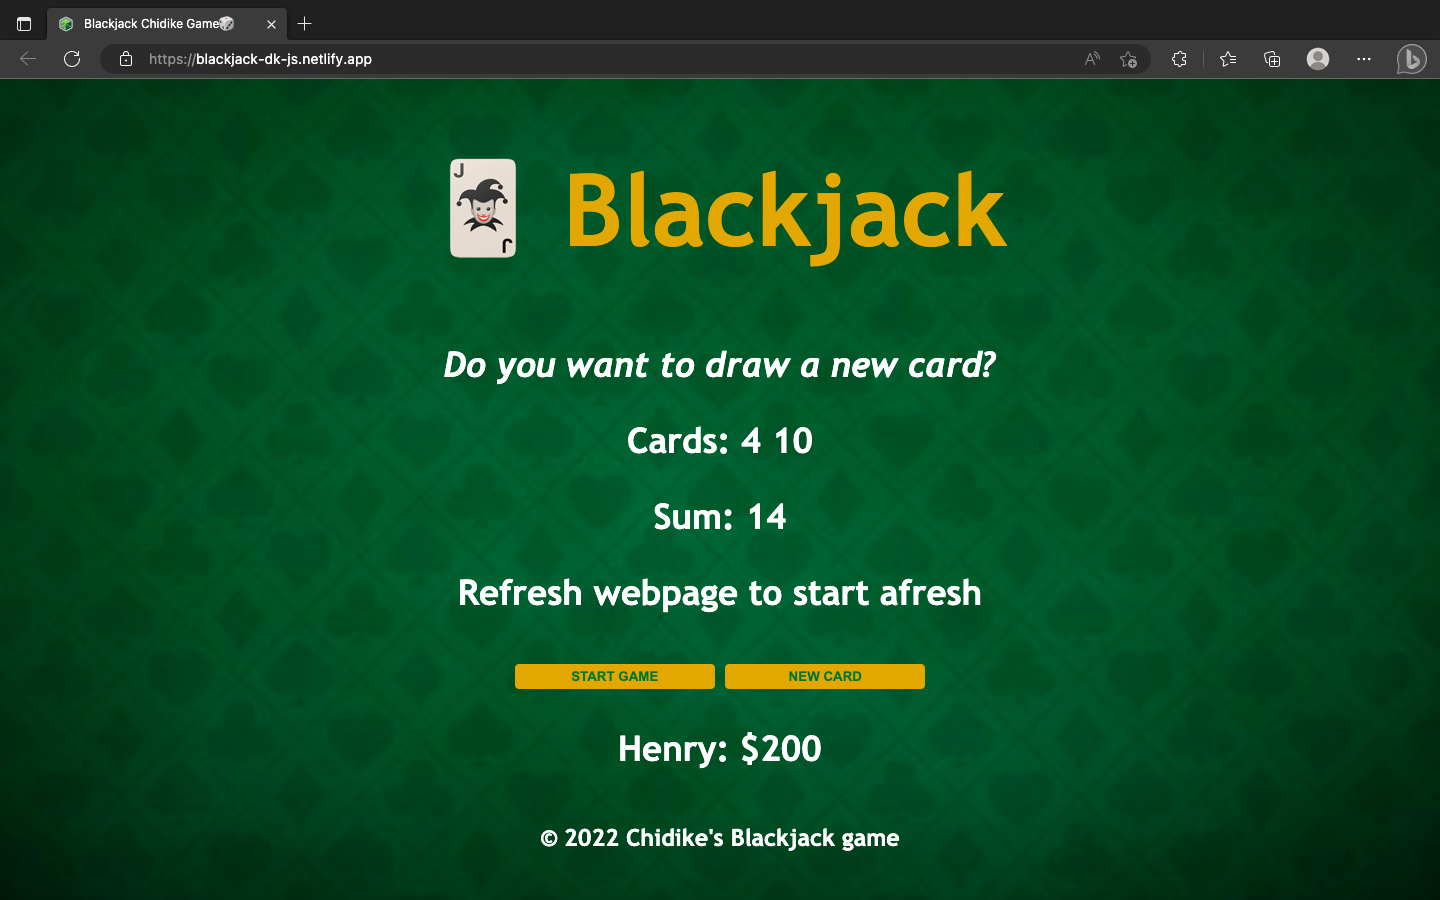 Blackjack Chidike Game
https://blackjack-dk-js.netlify.app
J
J
Blackjack
Do you want to draw a new card?
Cards: 4 10
Sum: 14
Refresh webpage to start afresh
START GAME
NEW CARD
Henry: $200
© 2022 Chidike's Blackjack game